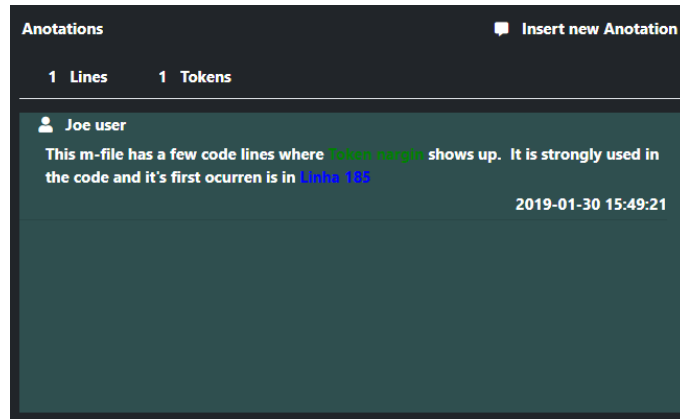 Anotations Insert new Anotation
1 Lines 1 Tokens
Joe user
This m-file has a few code lines where Token nargin shows up. It is strongly used in
the code and it's first ocurren is in Linha 185
2019-01-30 15:49:21